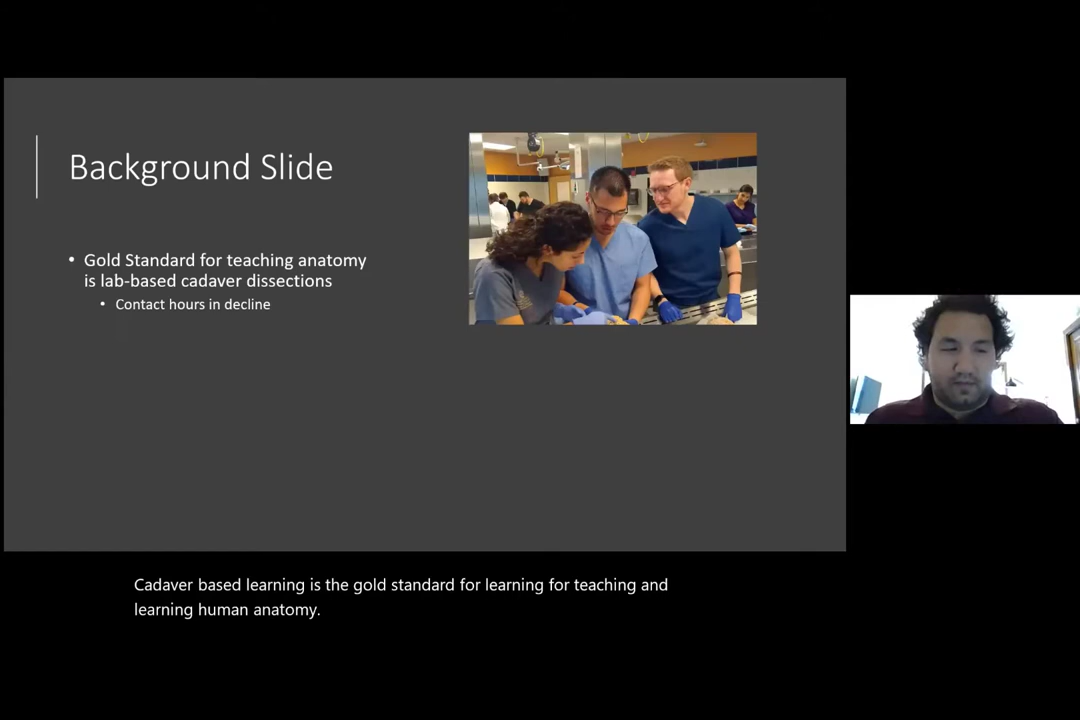 Background Slide
• Gold Standard for teaching anatomy
is lab-based cadaver dissections
• Contact hours in decline
Cadaver based learning is the gold standard for learning for teaching and
learning human anatomy.